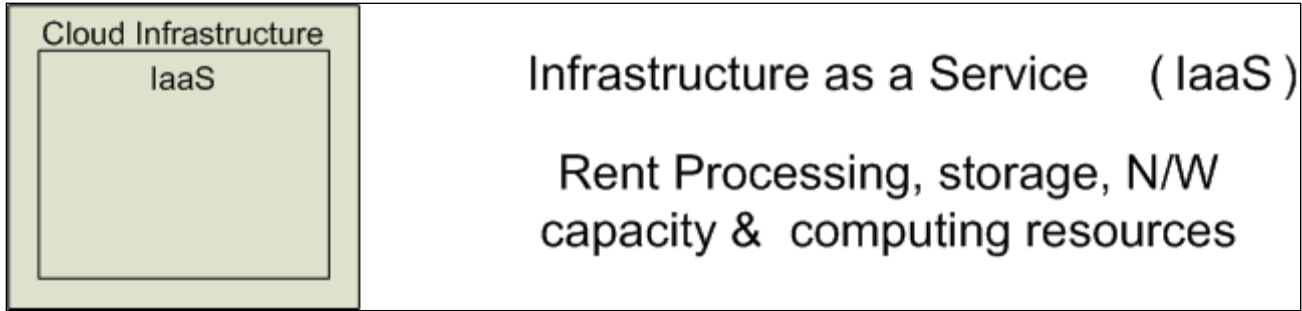 Cloud Infrastructure
IaaS
Infrastructure as a Service ( IaaS )
Rent Processing, storage, N/W
capacity & computing resources